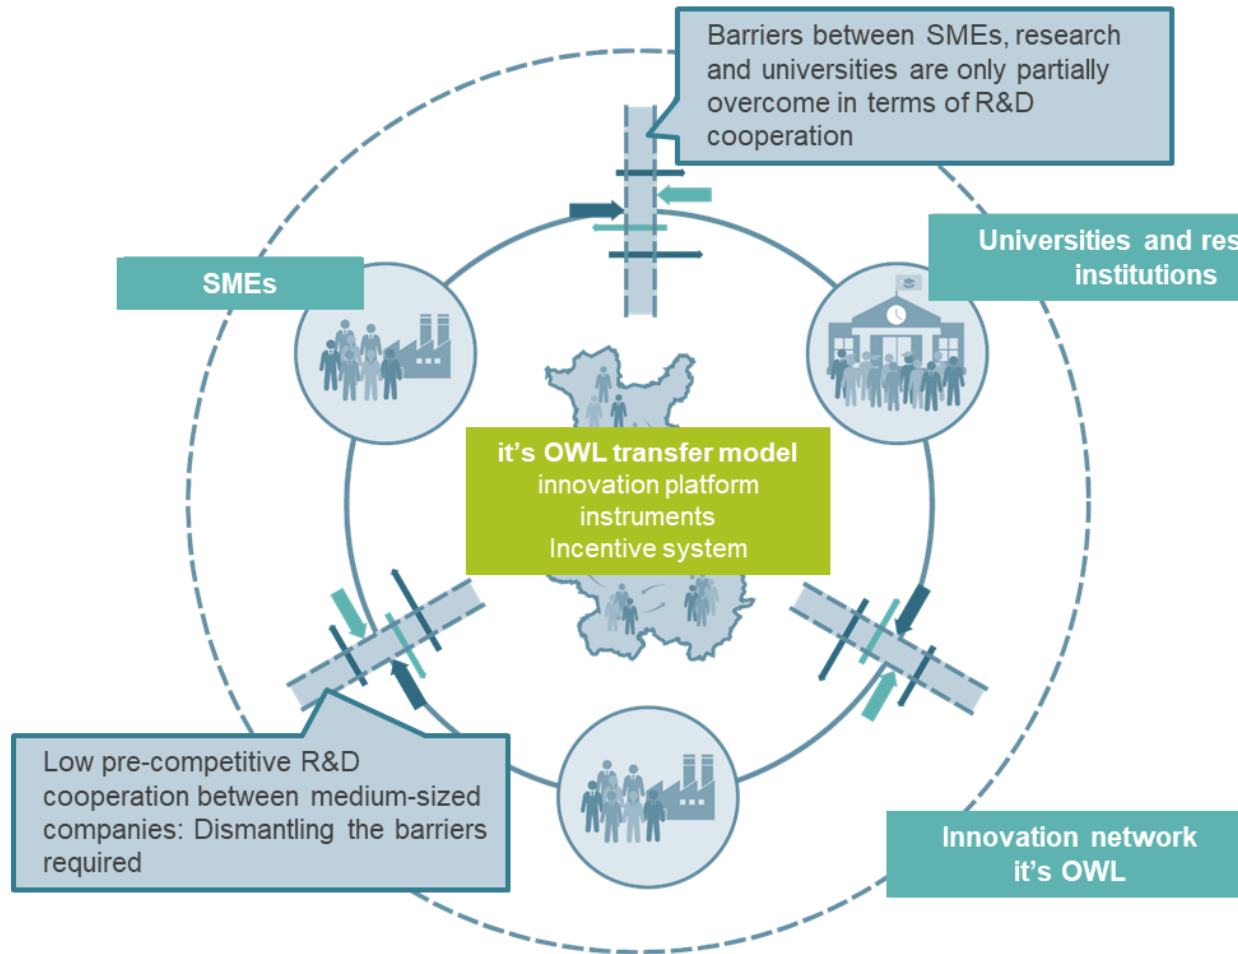 Barriers between SMEs, research
and universities are only partially
overcome in terms of R&D
cooperation
Universities and res
institutions
SMEs
it's OWL transfer model
innovation platform
instruments
Incentive system
Low pre-competitive R&D
cooperation between medium-sized
companies: Dismantling the barriers
required
Innovation network
it's OWL